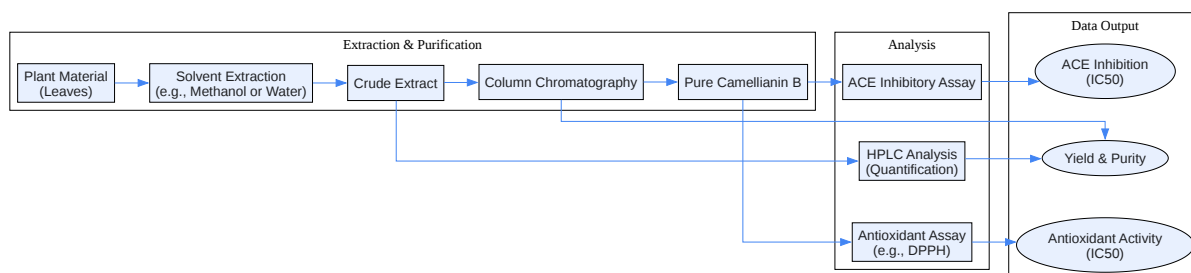 Extraction & Purification
Plant Material
(Leaves)
Solvent Extraction
(e.g., Methanol or Water)
Crude Extract
Column Chromatography
Pure Camellianin B
Analysis
ACE Inhibitory Assay
HPLC Analysis
(Quantification)
Antioxidant Assay
(e.g., DPPH)
Data Output
ACE Inhibition
(IC50)
Yield & Purity
Antioxidant Activity
(IC50)